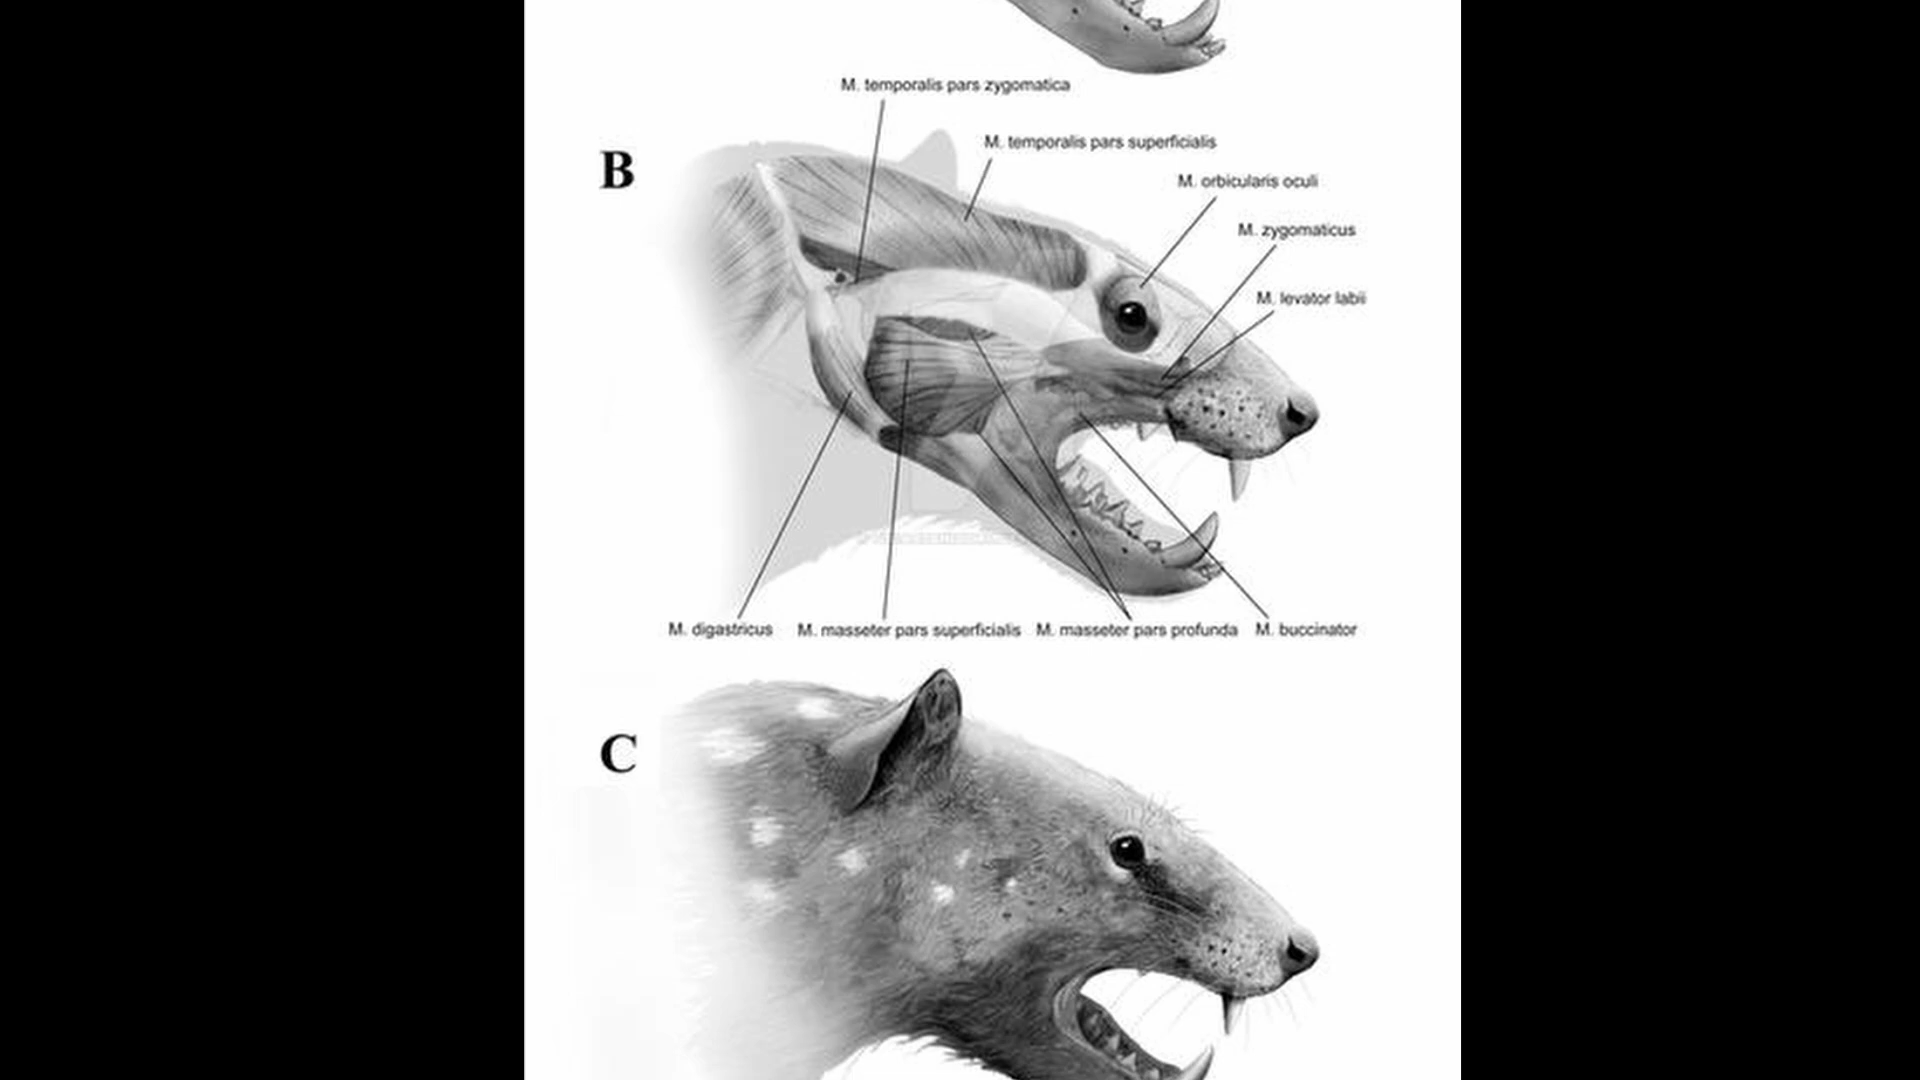 M. temporalis pars zygomatica
M. temporalis pars superficialis
B
M. orbicularis oculi
M. zygomaticus
M. levator labii
M. digastricus M. masseter pars superficialis M. masseter pars profunda M. buccinator
C